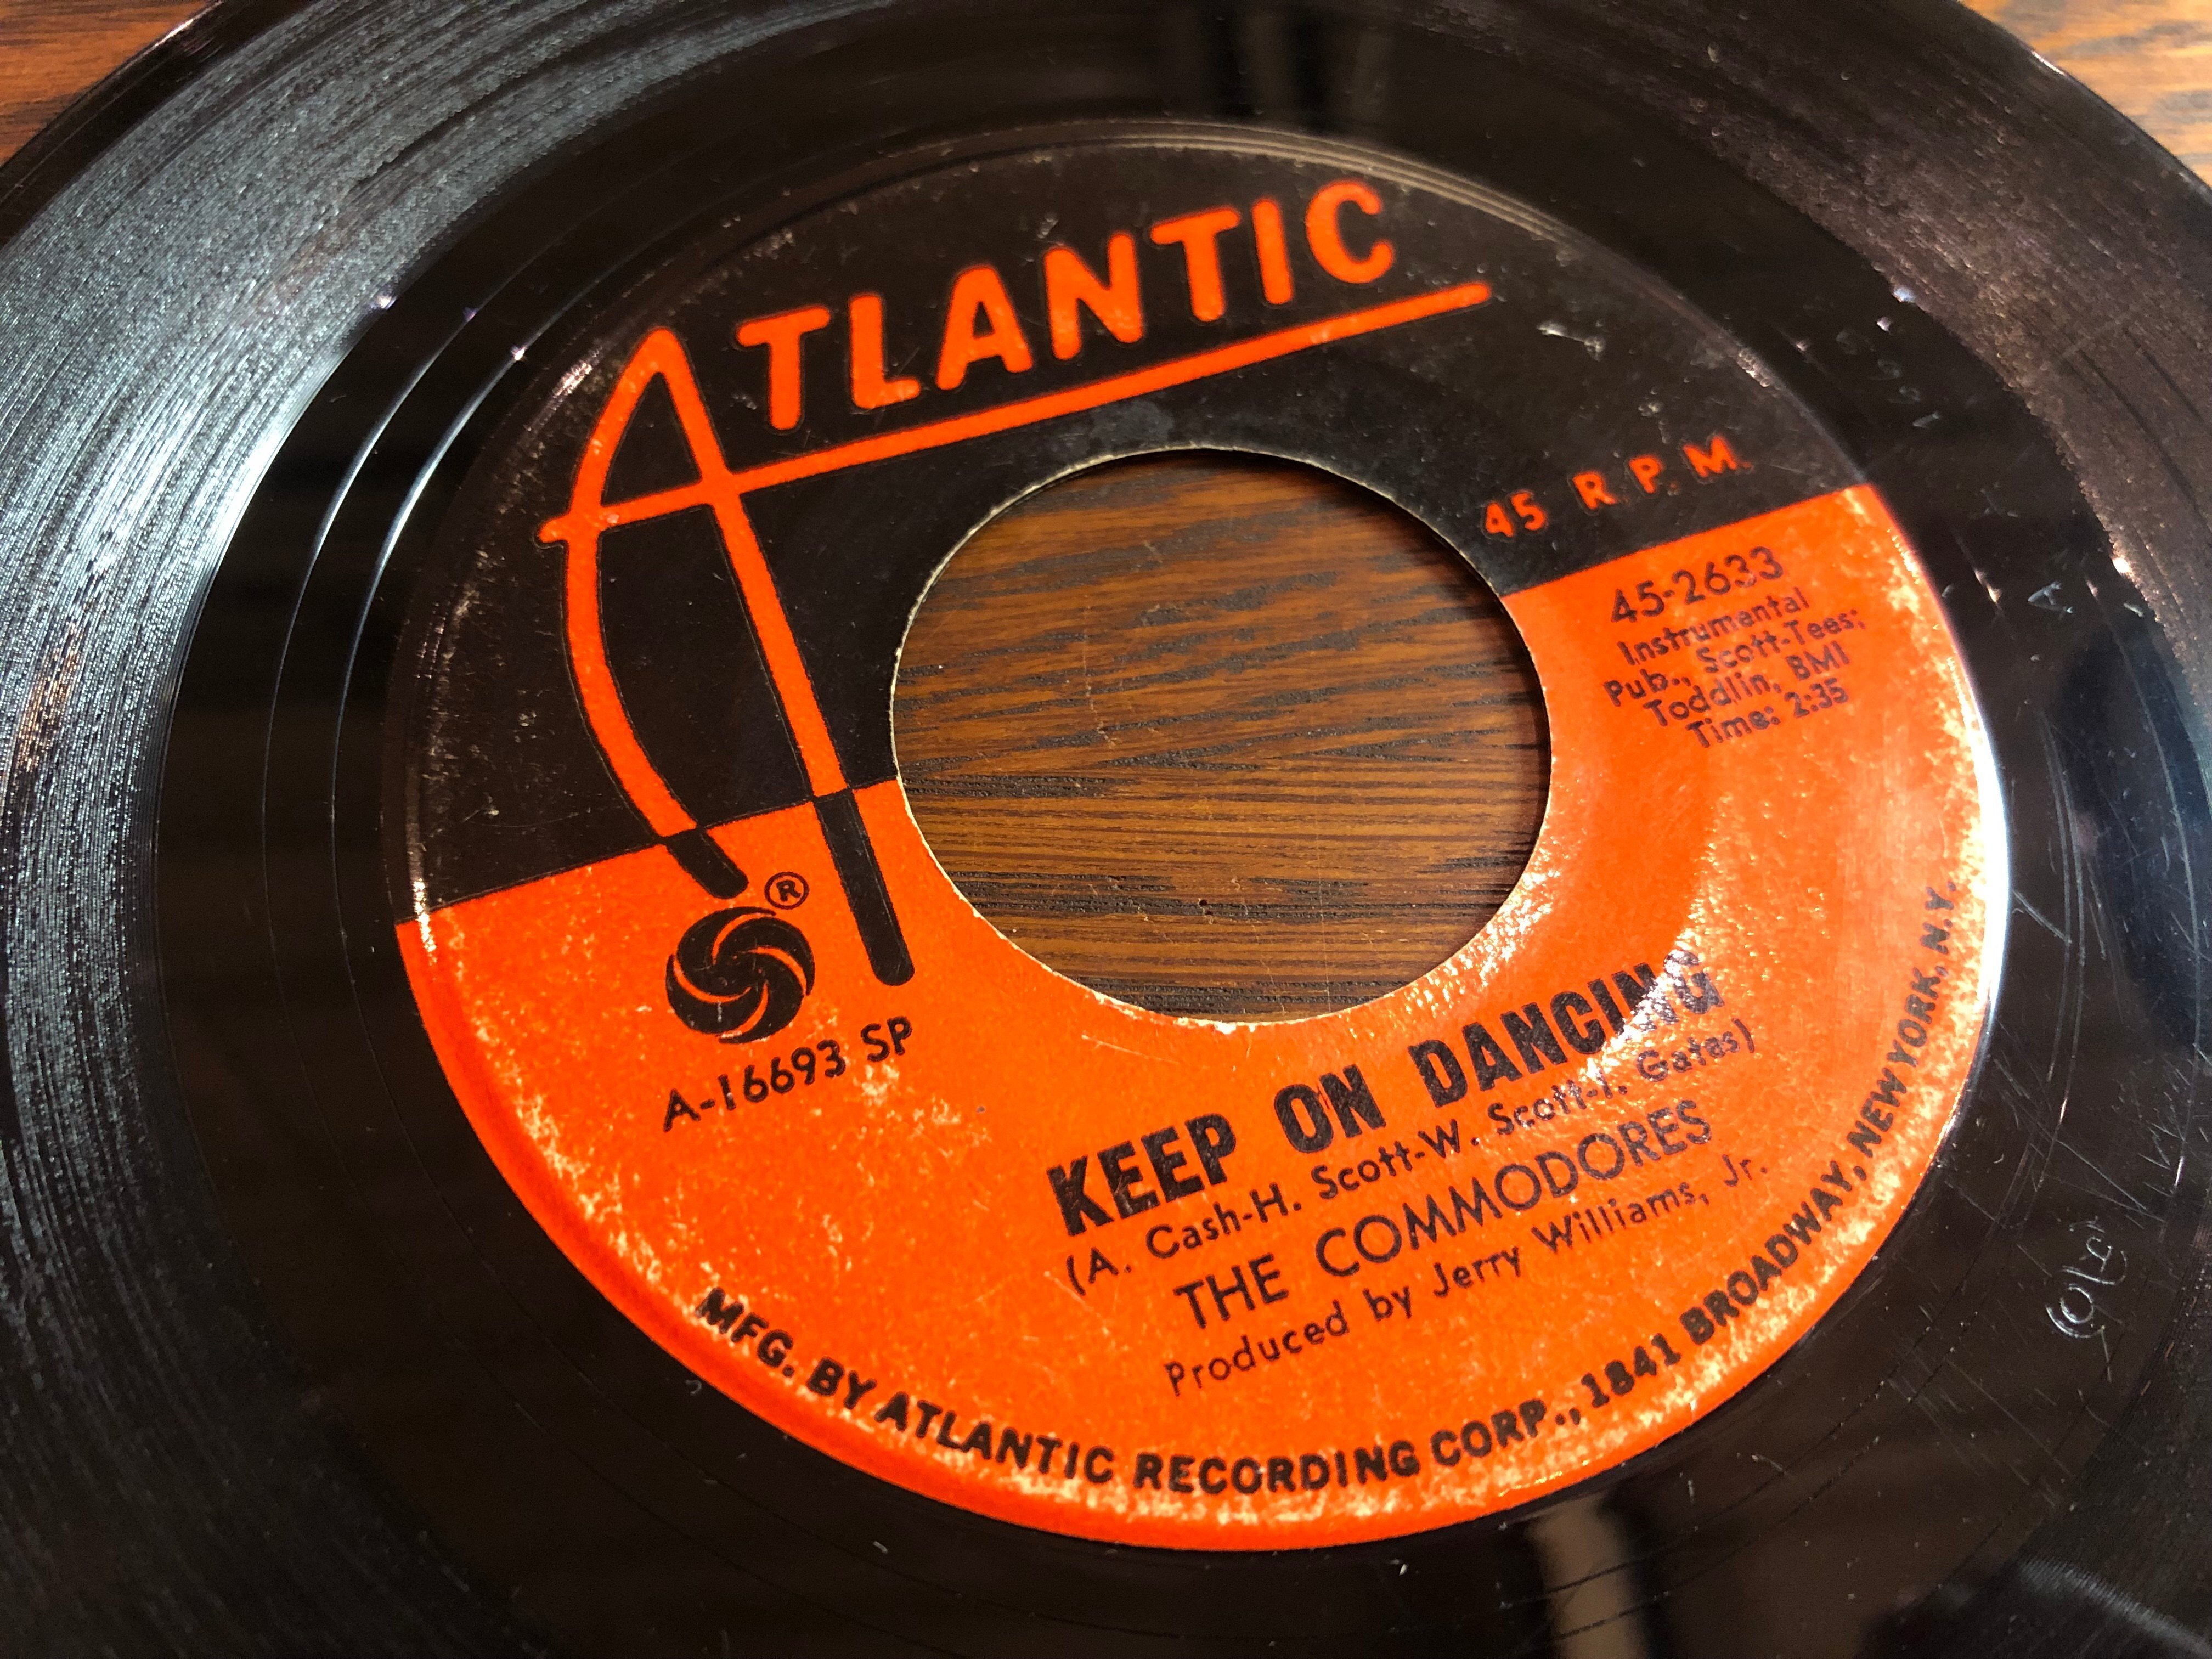 ATLANTIC
45 R.P.M.
45-2633
Instrumental
Pub., Scott-Tees;
Toddlin, BMI
Time: 2:35
®
A-16693 SP
KEEP ON DANCING
(A. Cash-H. Scott-W. Scott-I. Gates)
THE COMMODORES
Produced by Jerry Williams, Jr.
MFG. BY ATLANTIC RECORDING CORP., 1841 BROADWAY, NEW YORK, N.Y.